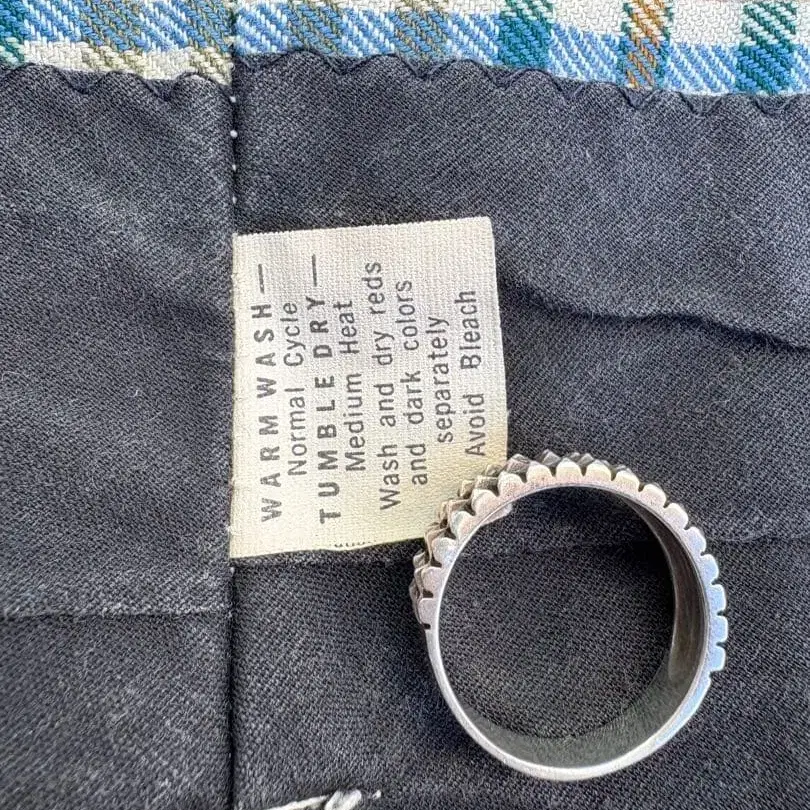 WARM WASH—
Normal Cycle
TUMBLE DRY—
Medium Heat
Wash and dry reds
and dark colors
separately
Avoid Bleach